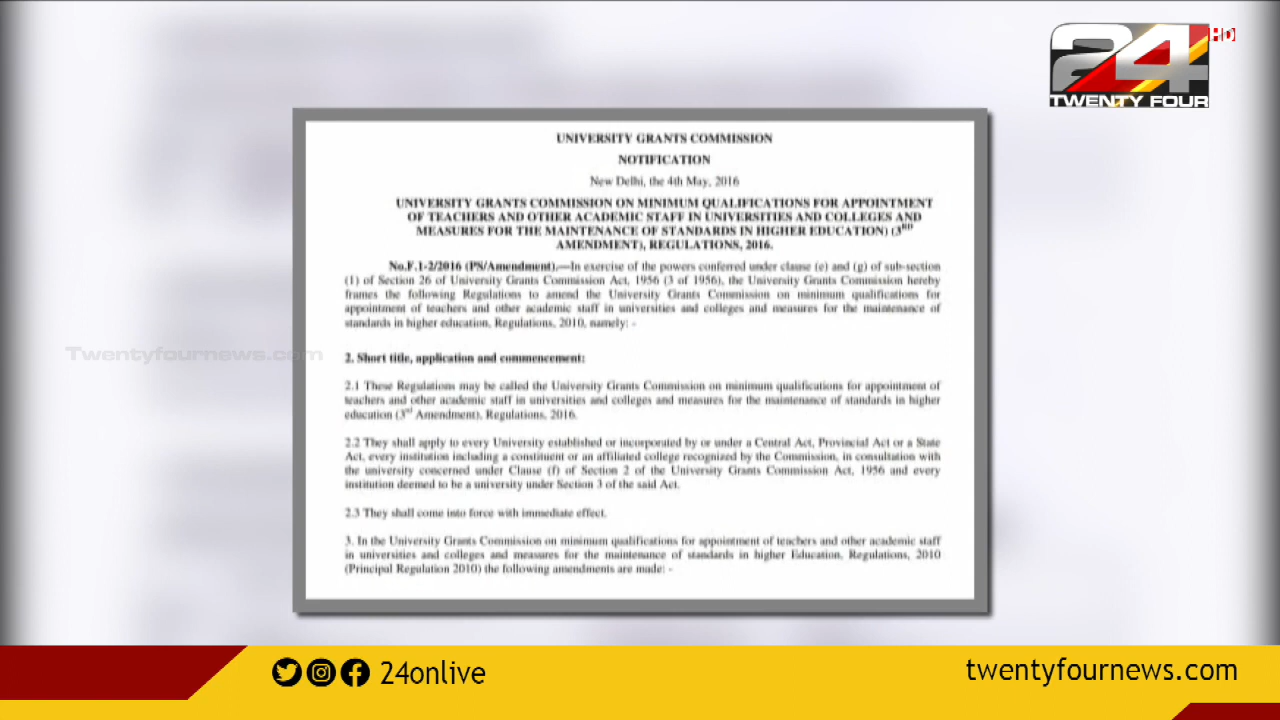 24 HD
TWENTY FOUR
UNIVERSITY GRANTS COMMISSION
NOTIFICATION
New Delhi, the 4th May, 2016
UNIVERSITY GRANTS COMMISSION ON MINIMUM QUALIFICATIONS FOR APPOINTMENT
OF TEACHERS AND OTHER ACADEMIC STAFF IN UNIVERSITIES AND COLLEGES AND
MEASURES FOR THE MAINTENANCE OF STANDARDS IN HIGHER EDUCATION) (3RD
AMENDMENT), REGULATIONS, 2016.
No.F.1-2/2016 (PS/Amendment).—In exercise of the powers conferred under clause (e) and (g) of sub-section
(1) of Section 26 of University Grants Commission Act, 1956 (3 of 1956), the University Grants Commission hereby
frames the following Regulations to amend the University Grants Commission on minimum qualifications for
appointment of teachers and other academic staff in universities and colleges and measures for the maintenance of
standards in higher education, Regulations, 2010, namely: -
Twentyfournews.com
2. Short title, application and commencement:
2.1 These Regulations may be called the University Grants Commission on minimum qualifications for appointment of
teachers and other academic staff in universities and colleges and measures for the maintenance of standards in higher
education (3rd Amendment), Regulations, 2016.
2.2 They shall apply to every University established or incorporated by or under a Central Act, Provincial Act or a State
Act, every institution including a constituent or an affiliated college recognized by the Commission, in consultation with
the university concerned under Clause (f) of Section 2 of the University Grants Commission Act, 1956 and every
institution deemed to be a university under Section 3 of the said Act.
2.3 They shall come into force with immediate effect.
3. In the University Grants Commission on minimum qualifications for appointment of teachers and other academic staff
in universities and colleges and measures for the maintenance of standards in higher Education, Regulations, 2010
(Principal Regulation 2010) the following amendments are made: -
24onlive
twentyfournews.com